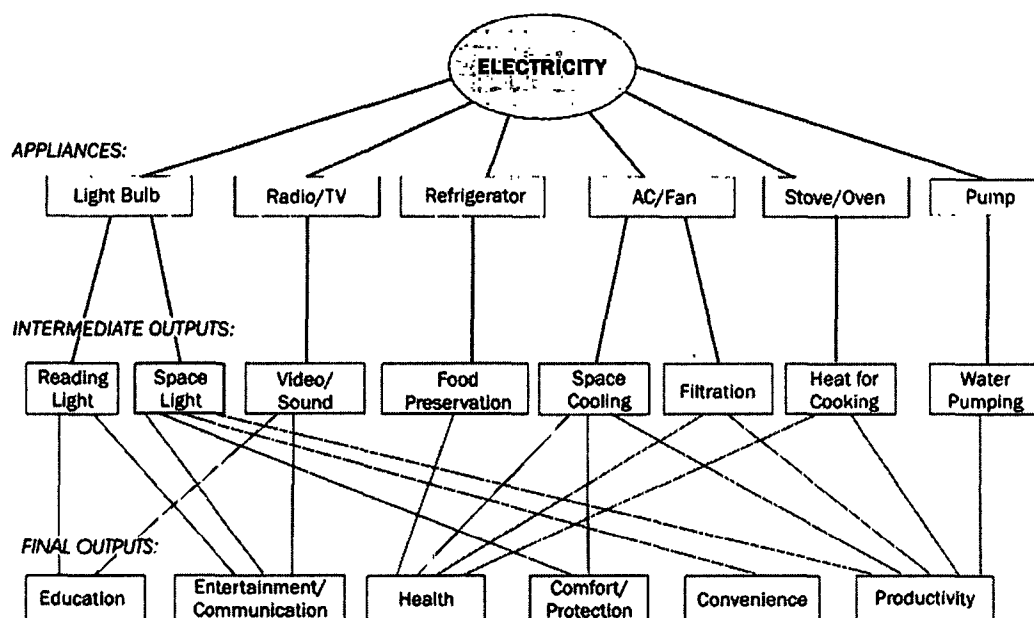 ELECTRICITY
APPLIANCES:
Light Bulb
Radio/TV
Refrigerator
AC/Fan
Stove/Oven
Pump
INTERMEDIATE OUTPUTS:
Reading
Light
Space
Light
Video/
Sound
Food
Preservation
Space
Cooling
Filtration
Heat for
Cooking
Water
Pumping
FINAL OUTPUTS:
Education
Entertainment/
Communication
Health
Comfort/
Protection
Convenience
Productivity